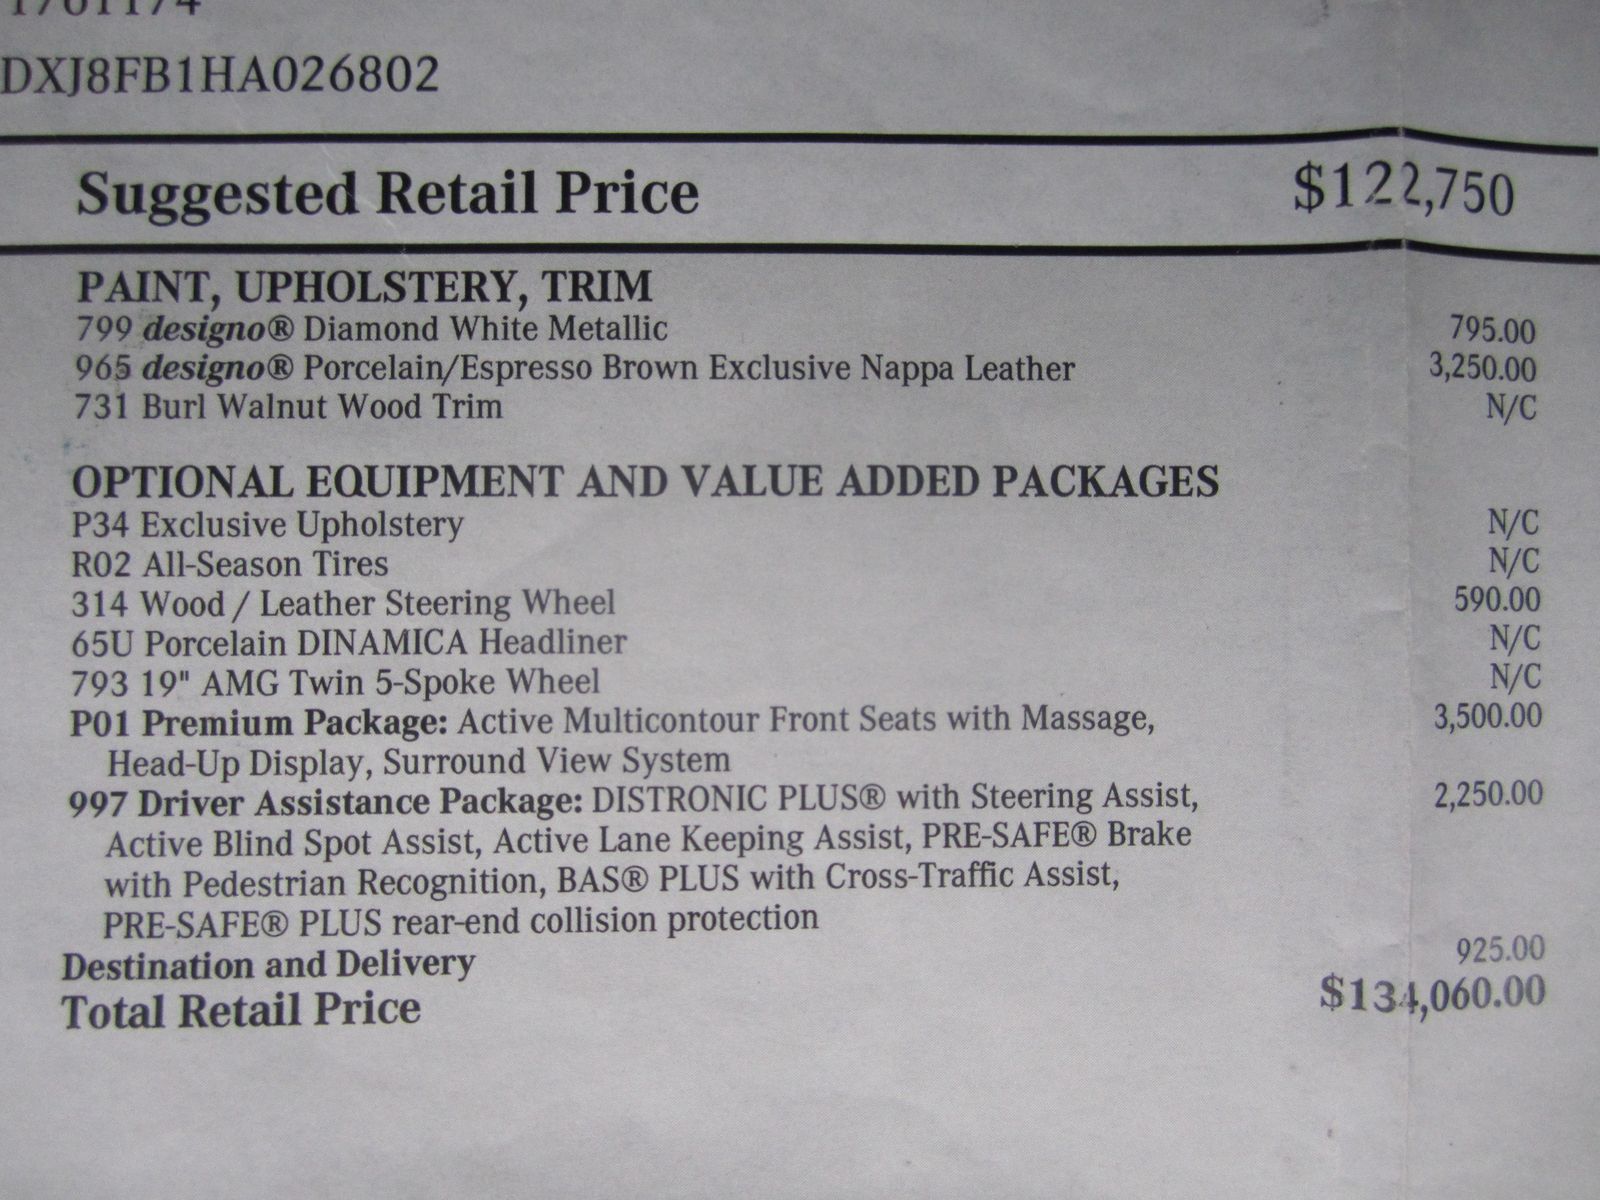 1761174
DXJ8FB1HA026802
Suggested Retail Price $122,750
PAINT, UPHOLSTERY, TRIM
799 designo® Diamond White Metallic 795.00
965 designo® Porcelain/Espresso Brown Exclusive Nappa Leather 3,250.00
731 Burl Walnut Wood Trim N/C
OPTIONAL EQUIPMENT AND VALUE ADDED PACKAGES
P34 Exclusive Upholstery N/C
R02 All-Season Tires N/C
314 Wood / Leather Steering Wheel 590.00
65U Porcelain DINAMICA Headliner N/C
793 19" AMG Twin 5-Spoke Wheel N/C
P01 Premium Package: Active Multicontour Front Seats with Massage, 3,500.00
Head-Up Display, Surround View System
997 Driver Assistance Package: DISTRONIC PLUS® with Steering Assist, 2,250.00
Active Blind Spot Assist, Active Lane Keeping Assist, PRE-SAFE® Brake
with Pedestrian Recognition, BAS® PLUS with Cross-Traffic Assist,
PRE-SAFE® PLUS rear-end collision protection
Destination and Delivery 925.00
Total Retail Price $134,060.00